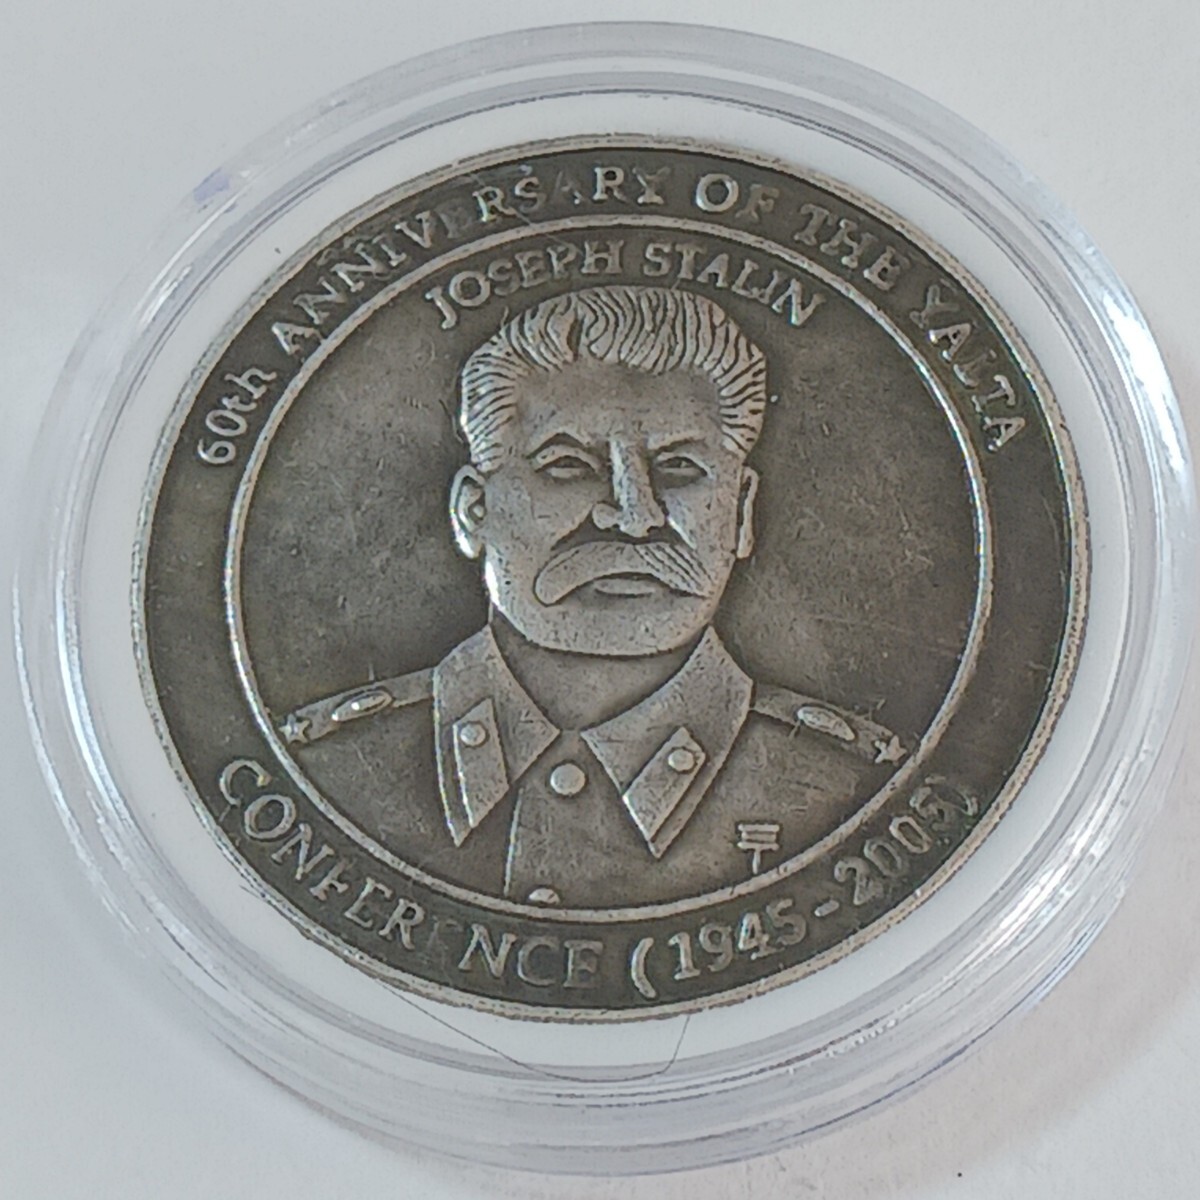 60th ANNIVERSARY OF THE YALTA
JOSEPH STALIN
CONFERENCE (1945-2005)